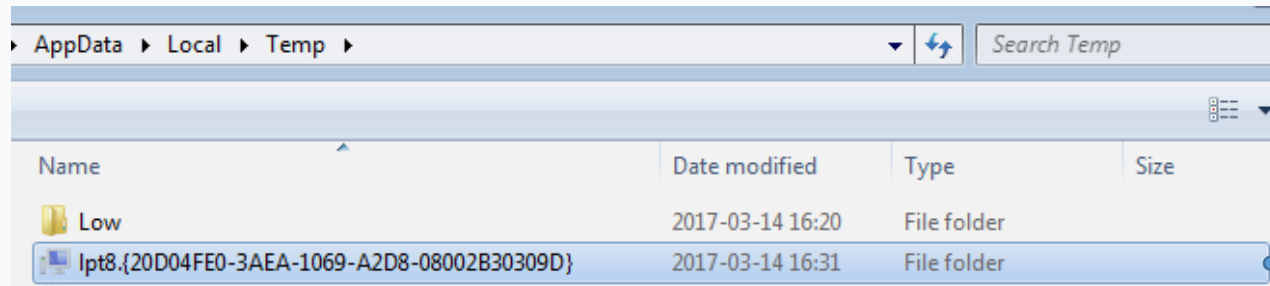 AppData Local Temp Search Temp
Name Date modified Type Size
Low 2017-03-14 16:20 File folder
lpt8.{20D04FE0-3AEA-1069-A2D8-08002B30309D} 2017-03-14 16:31 File folder